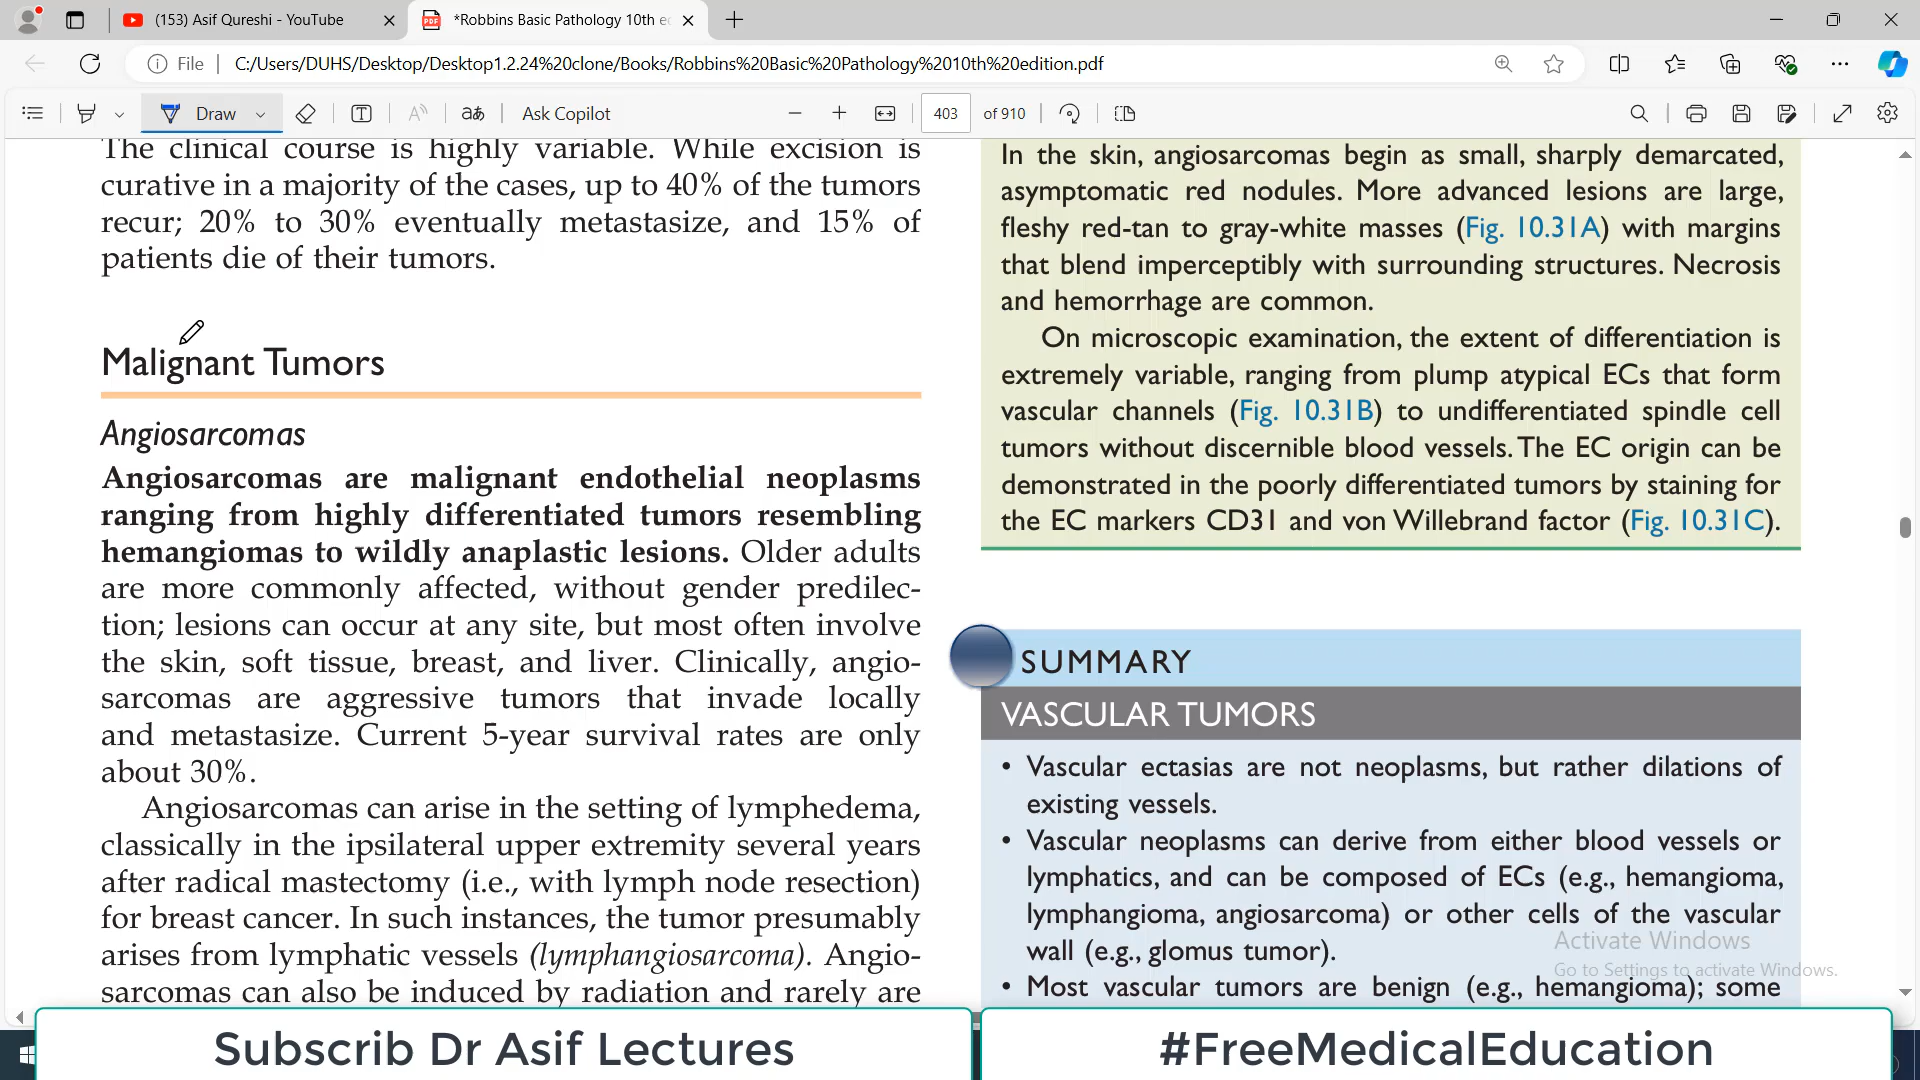 (153) Asif Qureshi - YouTube
*Robbins Basic Pathology 10th e
File
C:/Users/DUHS/Desktop/Desktop1.2.24%20clone/Books/Robbins%20Basic%20Pathology%2010th%20edition.pdf
Draw
aあ
Ask Copilot
403
of 910
The clinical course is highly variable. While excision is
curative in a majority of the cases, up to 40% of the tumors
recur; 20% to 30% eventually metastasize, and 15% of
patients die of their tumors.
Malignant Tumors
Angiosarcomas
Angiosarcomas are malignant endothelial neoplasms
ranging from highly differentiated tumors resembling
hemangiomas to wildly anaplastic lesions. Older adults
are more commonly affected, without gender predilec-
tion; lesions can occur at any site, but most often involve
the skin, soft tissue, breast, and liver. Clinically, angio-
sarcomas are aggressive tumors that invade locally
and metastasize. Current 5-year survival rates are only
about 30%.
Angiosarcomas can arise in the setting of lymphedema,
classically in the ipsilateral upper extremity several years
after radical mastectomy (i.e., with lymph node resection)
for breast cancer. In such instances, the tumor presumably
arises from lymphatic vessels (lymphangiosarcoma). Angio-
sarcomas can also be induced by radiation and rarely are
In the skin, angiosarcomas begin as small, sharply demarcated,
asymptomatic red nodules. More advanced lesions are large,
fleshy red-tan to gray-white masses (Fig. 10.31A) with margins
that blend imperceptibly with surrounding structures. Necrosis
and hemorrhage are common.
On microscopic examination, the extent of differentiation is
extremely variable, ranging from plump atypical ECs that form
vascular channels (Fig. 10.31B) to undifferentiated spindle cell
tumors without discernible blood vessels. The EC origin can be
demonstrated in the poorly differentiated tumors by staining for
the EC markers CD31 and von Willebrand factor (Fig. 10.31C).
SUMMARY
VASCULAR TUMORS
• Vascular ectasias are not neoplasms, but rather dilations of
existing vessels.
• Vascular neoplasms can derive from either blood vessels or
lymphatics, and can be composed of ECs (e.g., hemangioma,
lymphangioma, angiosarcoma) or other cells of the vascular
wall (e.g., glomus tumor).
• Most vascular tumors are benign (e.g., hemangioma); some
Activate Windows
Go to Settings to activate Windows.
Subscrib Dr Asif Lectures
#FreeMedicalEducation